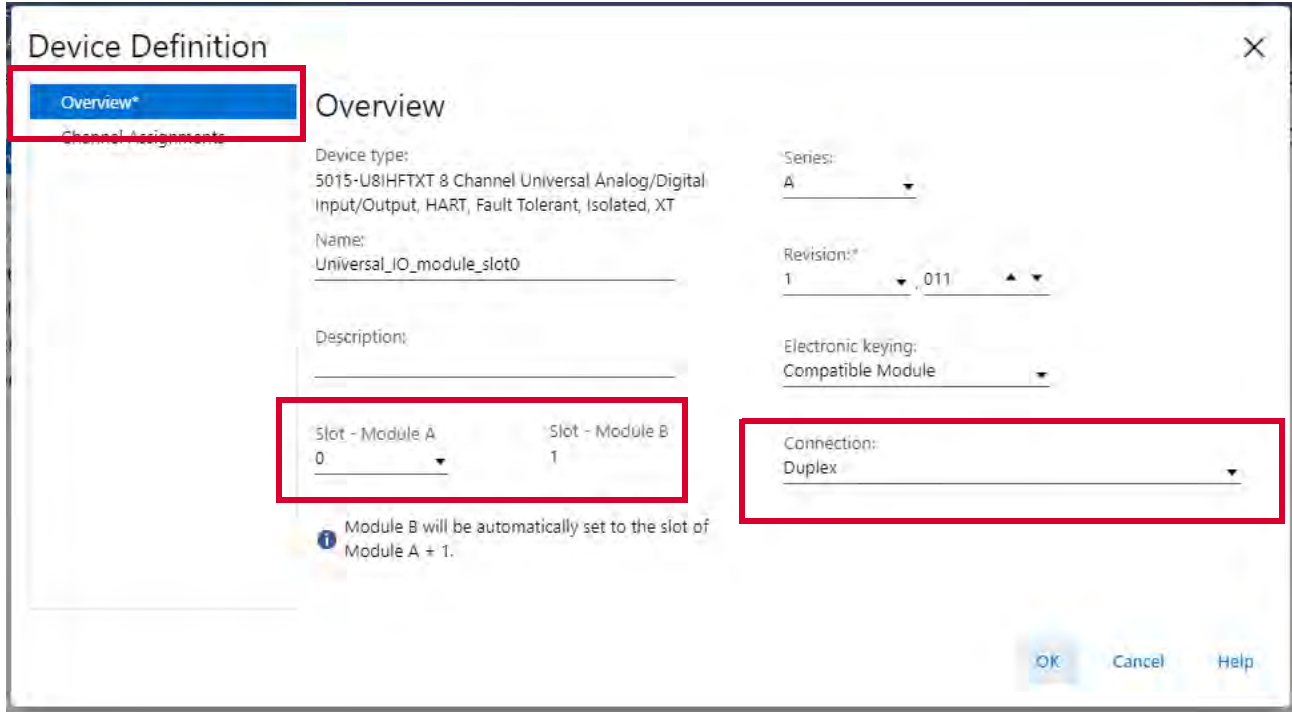 Device Definition
Overview*
Channel Assignments
Overview
Device type:
5015-U8IHFTXT 8 Channel Universal Analog/Digital
Input/Output, HART, Fault Tolerant, Isolated, XT
Name:
Universal_IO_module_slot0
Description:
Slot - Module A
0
Slot - Module B
1
Module B will be automatically set to the slot of
Module A + 1.
Series:
A
Revision:*
1 . 011
Electronic keying:
Compatible Module
Connection:
Duplex
OK Cancel Help